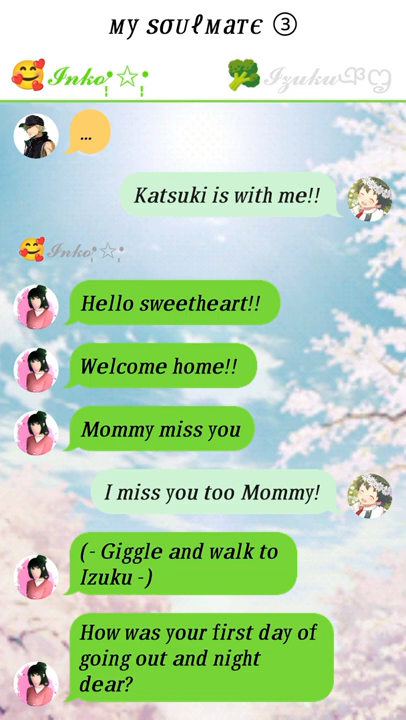 my soulmate ③
🥰Inko•☆•
🥦Izukuઈઉ
...
Katsuki is with me!!
🥰Inko•☆•
Hello sweetheart!!
Welcome home!!
Mommy miss you
I miss you too Mommy!
(- Giggle and walk to
Izuku -)
How was your first day of
going out and night
dear?